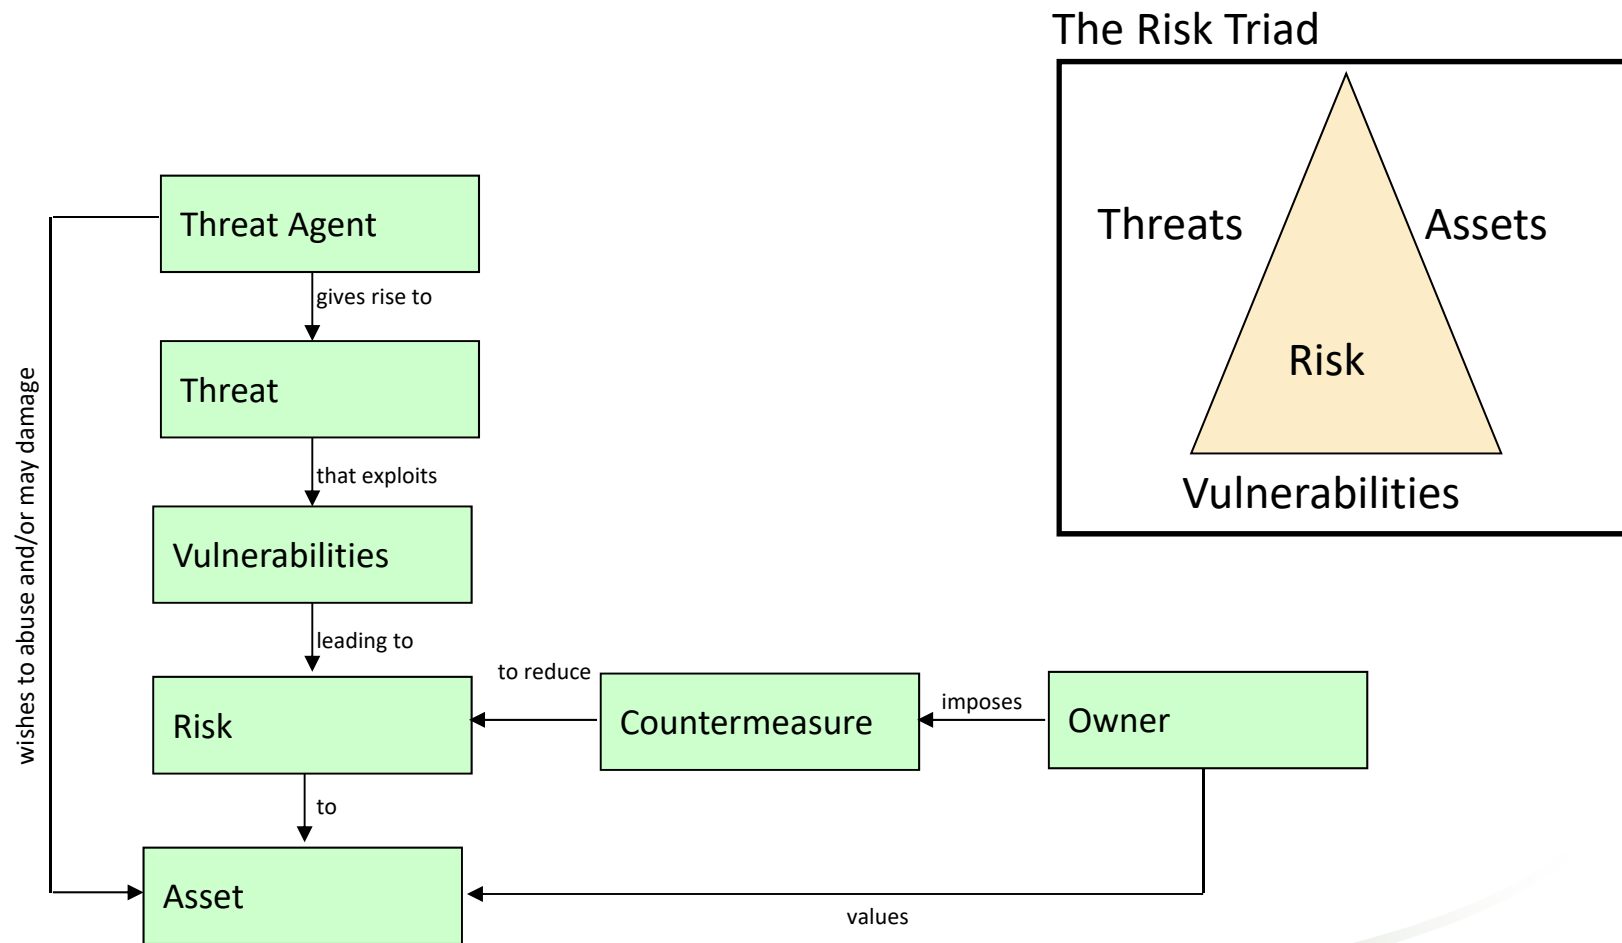 The Risk Triad
Threats
Assets
Risk
Vulnerabilities
Threat Agent
gives rise to
Threat
that exploits
Vulnerabilities
leading to
Risk
to reduce
Countermeasure
imposes
Owner
to
Asset
values
wishes to abuse and/or may damage